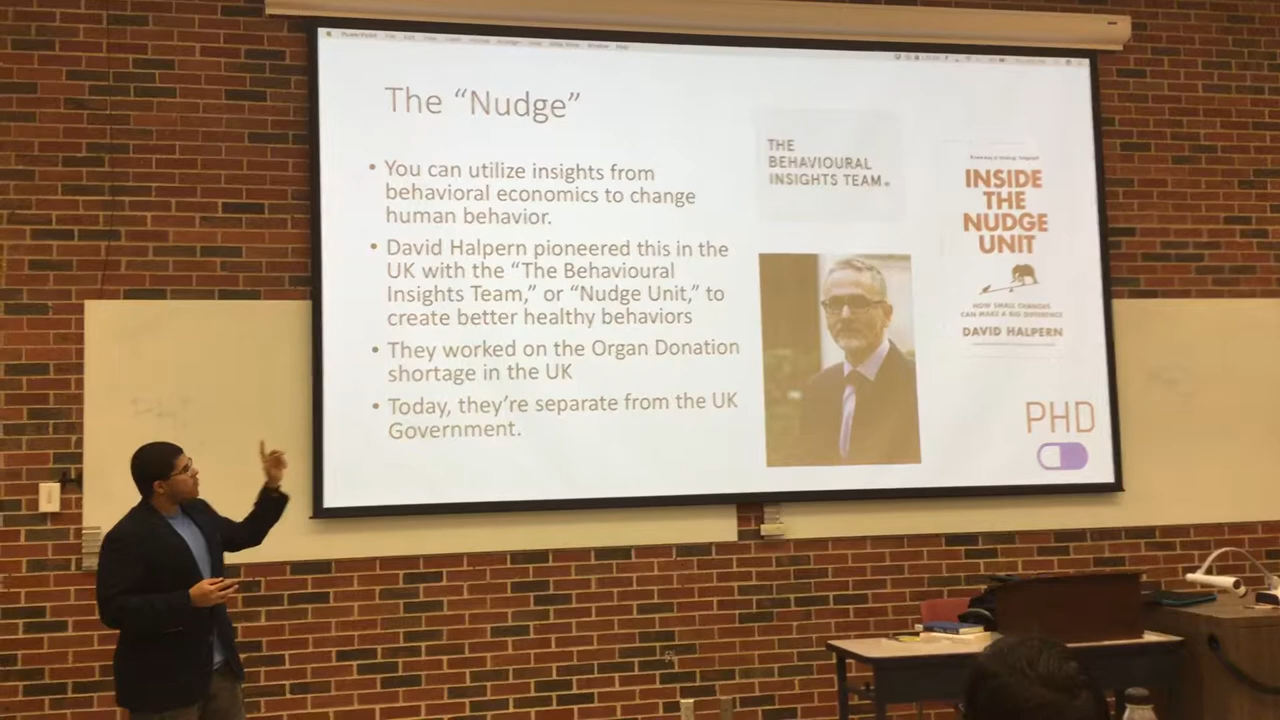 PowerPoint
The “Nudge”
• You can utilize insights from
behavioral economics to change
human behavior.
• David Halpern pioneered this in the
UK with the “The Behavioural
Insights Team,” or “Nudge Unit,” to
create better healthy behaviors
• They worked on the Organ Donation
shortage in the UK
• Today, they’re separate from the UK
Government.
THE
BEHAVIOURAL
INSIGHTS TEAM.
INSIDE
THE
NUDGE
UNIT
HOW SMALL CHANGES
CAN MAKE A BIG DIFFERENCE
DAVID HALPERN
PHD